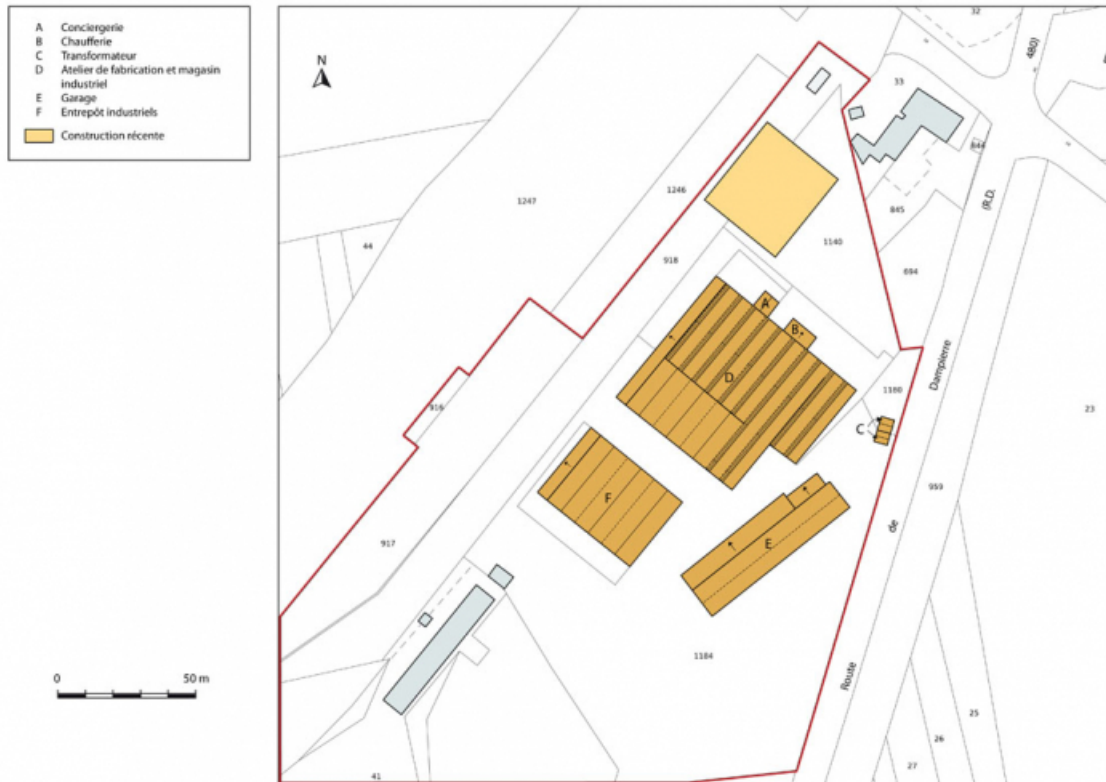 A Conciergerie
B Chaufferie
C Transformateur
D Atelier de fabrication et magasin
industriel
E Garage
F Entrepôt industriels
Construction récente
N
0 50 m
32
480)
33
844
1246
1247
845
44
1140
918
694
A
B
D
1180
916
C
Dampierre
23
F
959
de
917
E
1184
Route
(R.D.
25
26
27
41